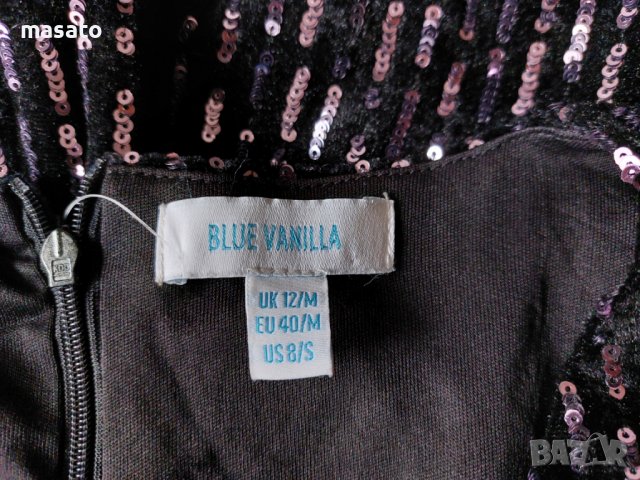 masato
BLUE VANILLA
UK 12/M
EU 40/M
US 8/S
BAZAR